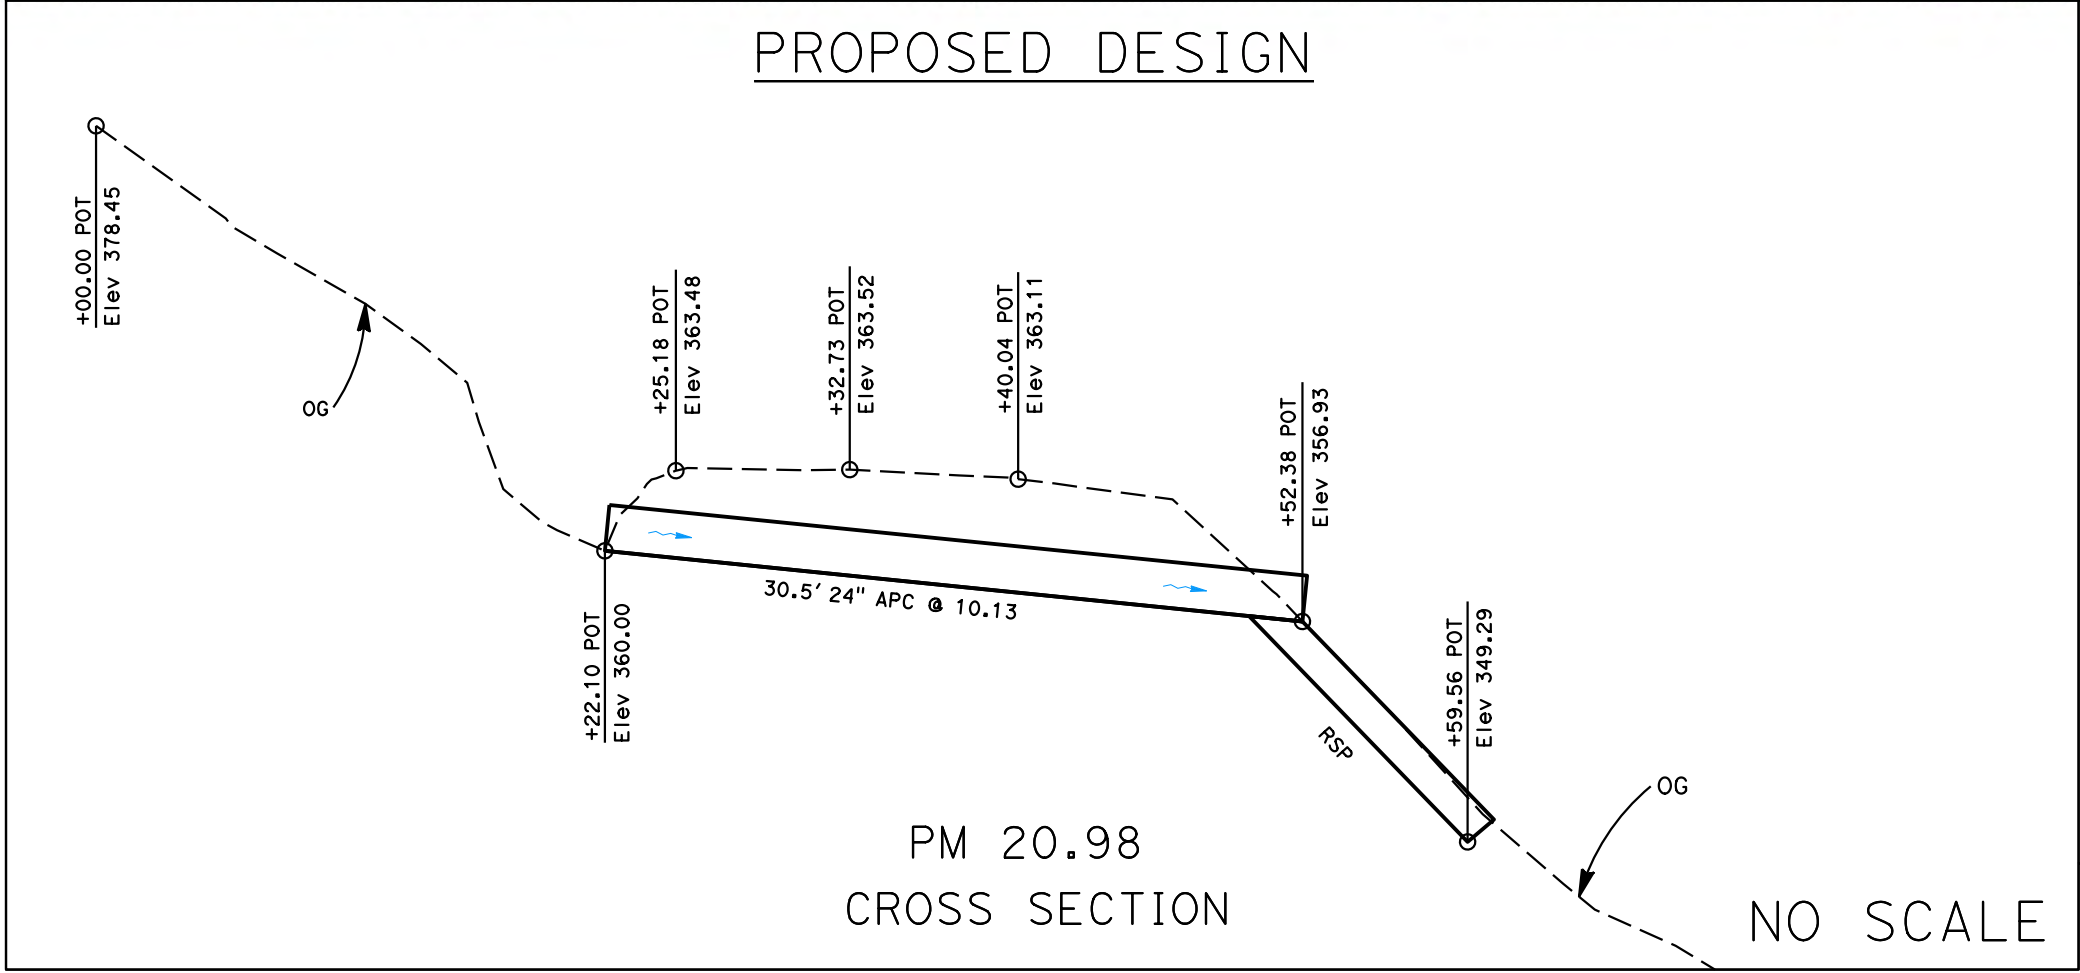 PROPOSED DESIGN
+00.00 POT
Elev 378.45
OG
+25.18 POT
Elev 363.48
+32.73 POT
Elev 363.52
+40.04 POT
Elev 363.11
+52.38 POT
Elev 356.93
30.5' 24" APC @ 10.13
+22.10 POT
Elev 360.00
RSP
+59.56 POT
Elev 349.29
OG
PM 20.98
CROSS SECTION
NO SCALE